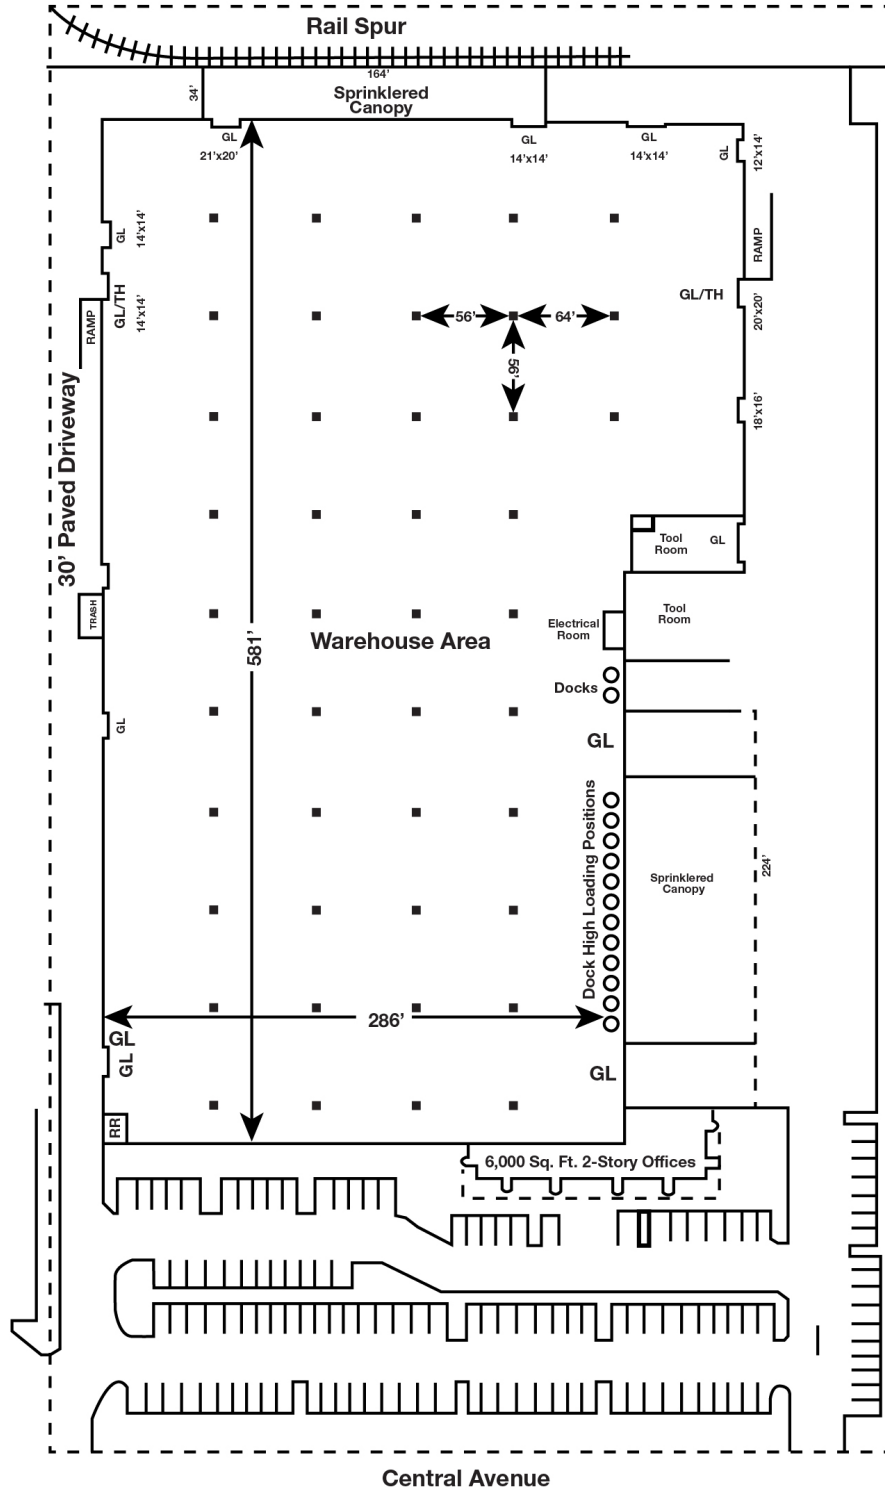 Rail Spur
164'
34'
Sprinklered
Canopy
GL
21'x20'
GL
14'x14'
GL
14'x14'
GL
12'x14'
GL
14'x14'
RAMP
GL/TH
14'x14'
GL/TH
20'x20'
RAMP
56'
64'
56'
18'x16'
30' Paved Driveway
Tool
Room
GL
TRASH
581'
Warehouse Area
Electrical
Room
Tool
Room
Docks
GL
GL
Dock High Loading Positions
Sprinklered
Canopy
224'
286'
GL
GL
GL
RR
6,000 Sq. Ft. 2-Story Offices
Central Avenue